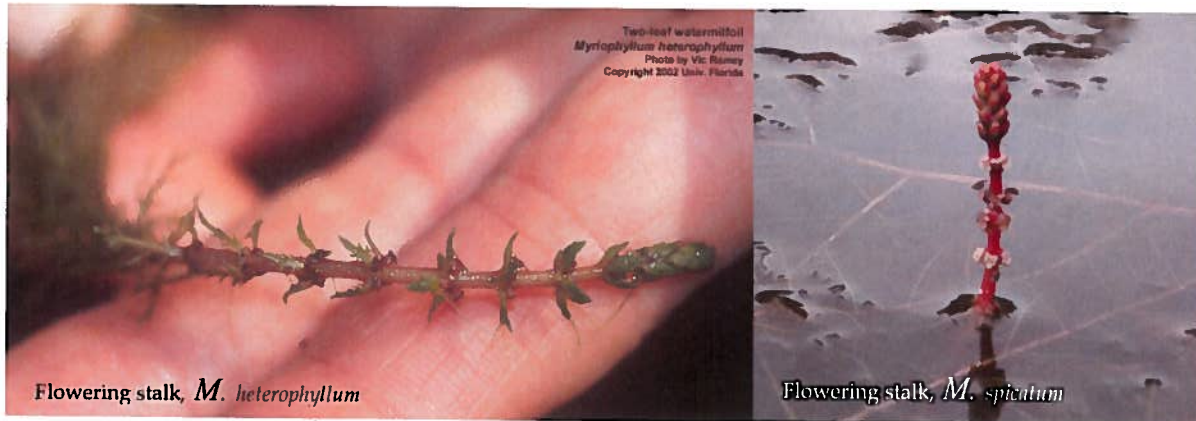 Two-leaf watermilfoil
Myriophyllum heterophyllum
Photo by Vic Ramey
Copyright 2002 Univ. Florida
Flowering stalk, M. heterophyllum
Flowering stalk, M. spicatum